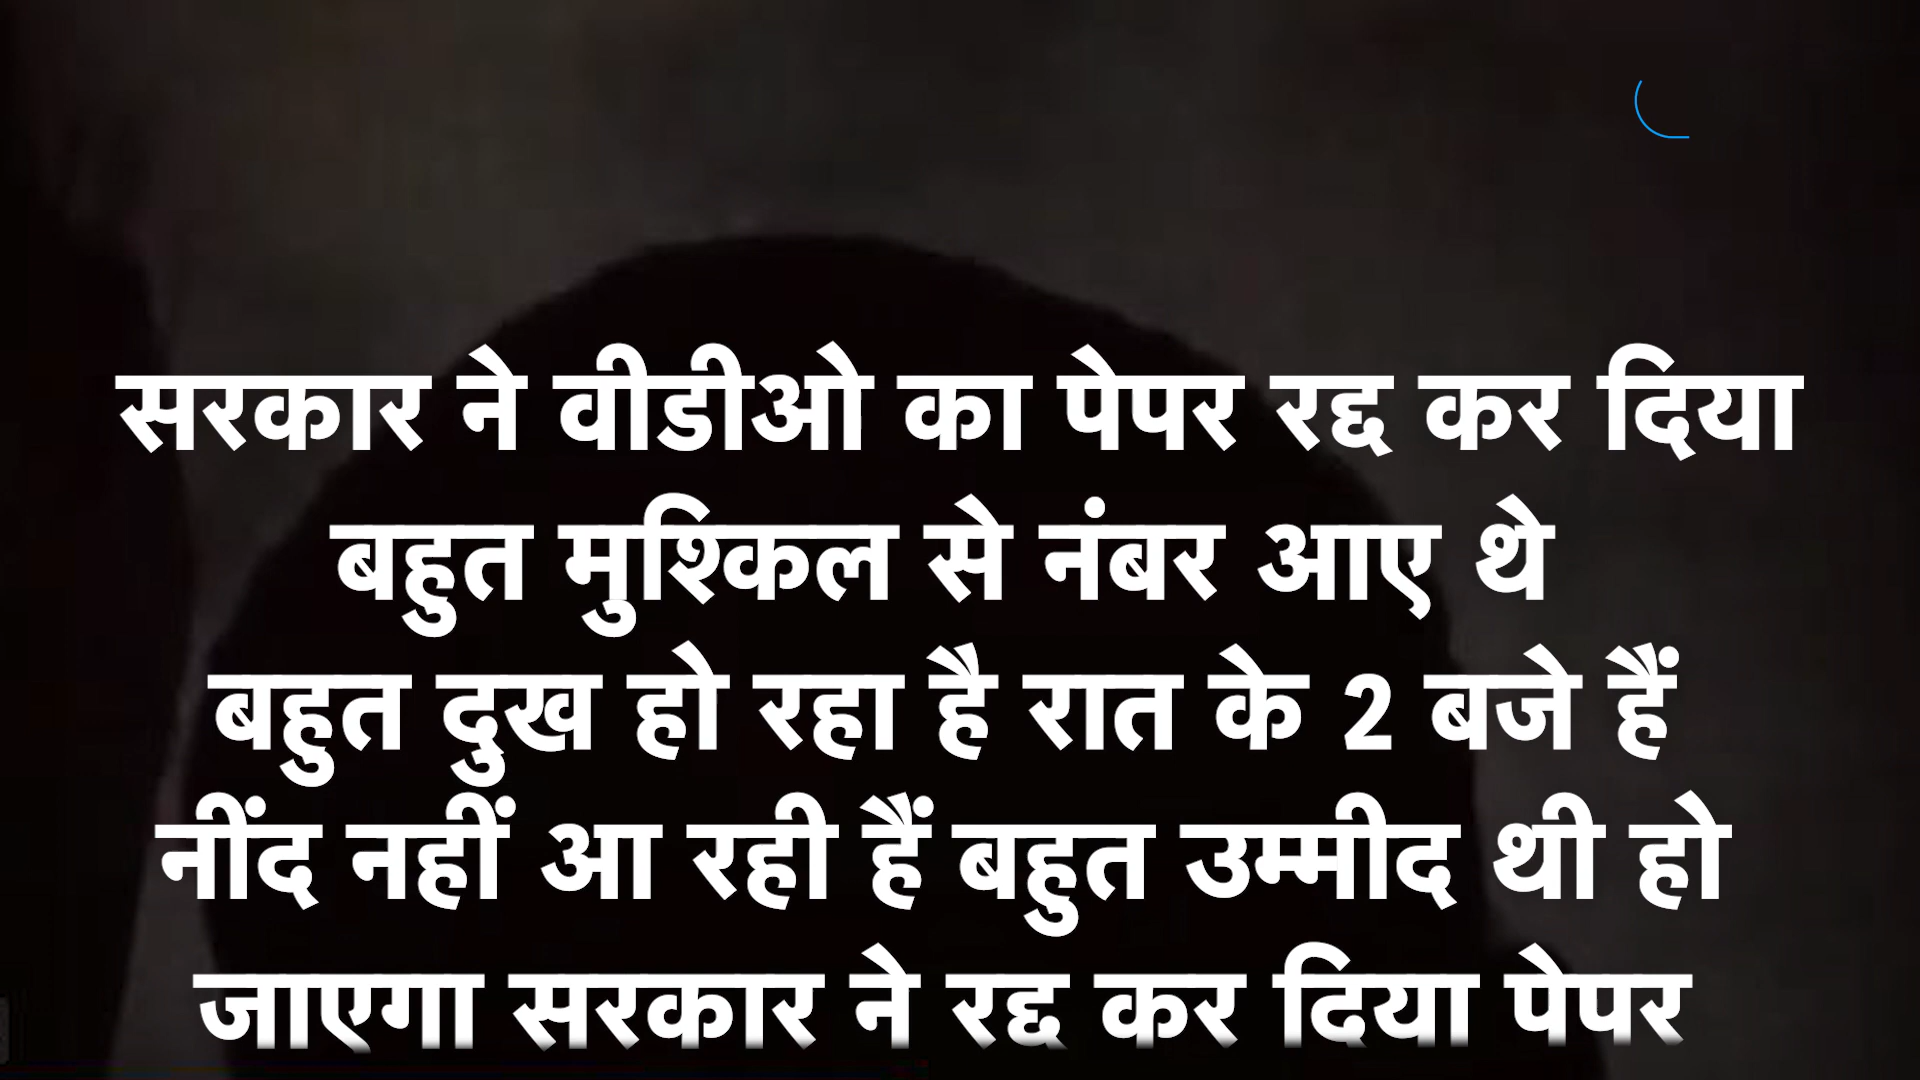 सरकार ने वीडीओ का पेपर रद्द कर दिया
बहुत मुश्किल से नंबर आए थे
बहुत दुख हो रहा है रात के 2 बजे हैं
नींद नहीं आ रही हैं बहुत उम्मीद थी हो
जाएगा सरकार ने रद्द कर दिया पेपर